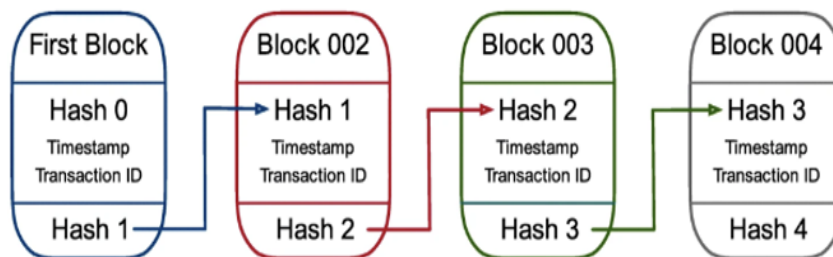 First Block
Hash 0
Timestamp
Transaction ID
Hash 1
Block 002
Hash 1
Timestamp
Transaction ID
Hash 2
Block 003
Hash 2
Timestamp
Transaction ID
Hash 3
Block 004
Hash 3
Timestamp
Transaction ID
Hash 4